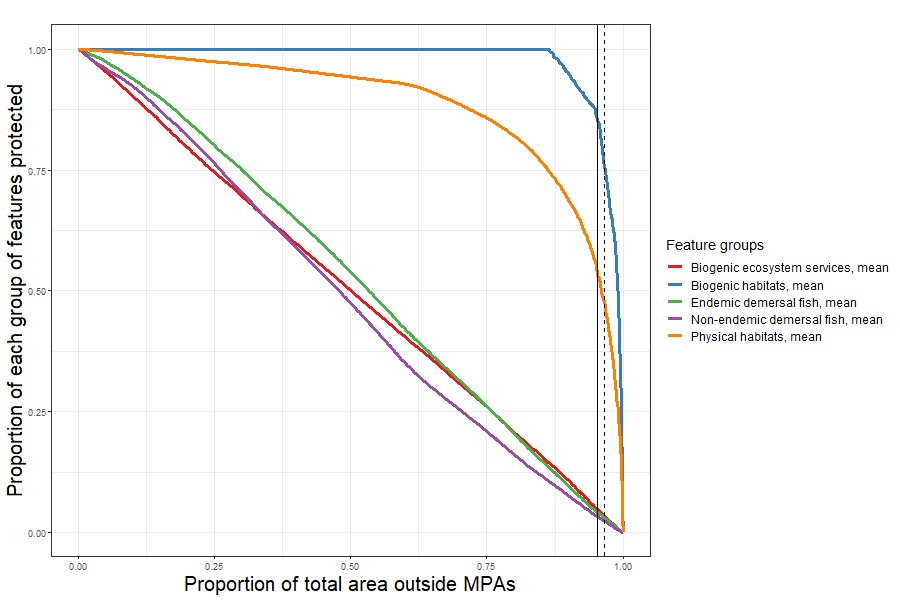 Proportion of each group of features protected
1.00
0.75
0.50
0.25
0.00
0.00 0.25 0.50 0.75 1.00
Proportion of total area outside MPAs
Feature groups
Biogenic ecosystem services, mean
Biogenic habitats, mean
Endemic demersal fish, mean
Non-endemic demersal fish, mean
Physical habitats, mean